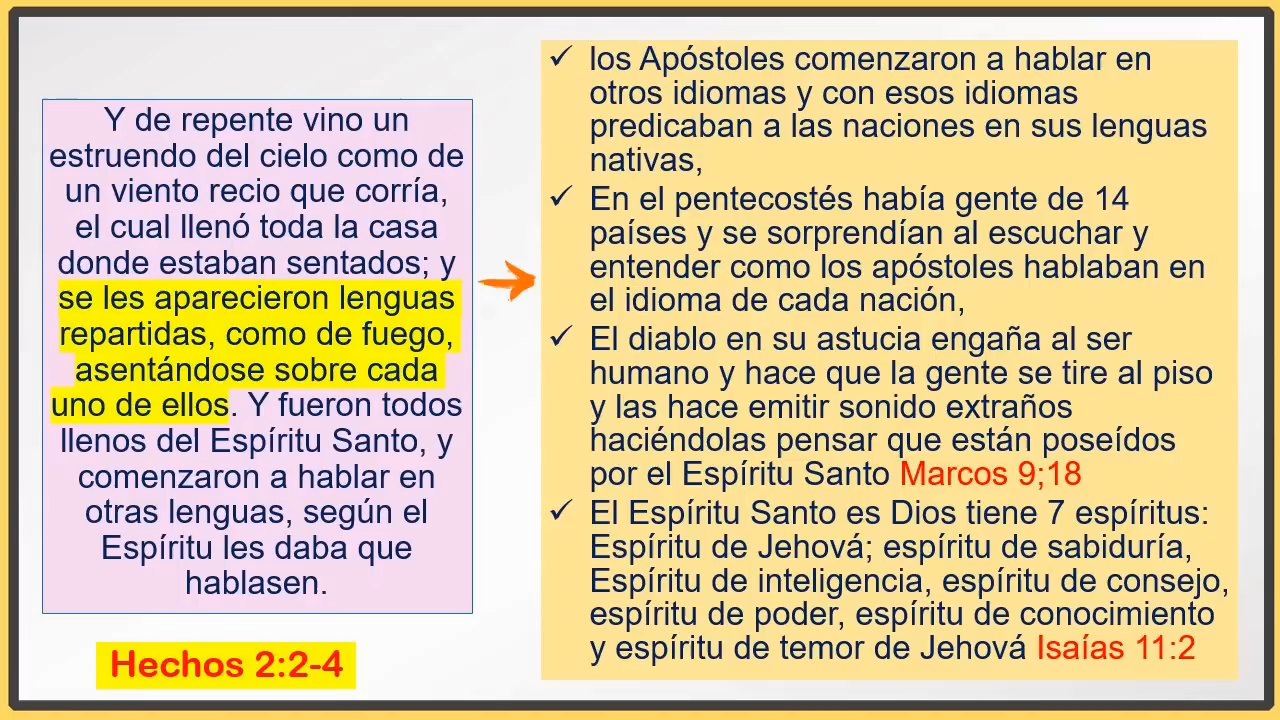 Y de repente vino un
estruendo del cielo como de
un viento recio que corría,
el cual llenó toda la casa
donde estaban sentados; y
se les aparecieron lenguas
repartidas, como de fuego,
asentándose sobre cada
uno de ellos. Y fueron todos
llenos del Espíritu Santo, y
comenzaron a hablar en
otras lenguas, según el
Espíritu les daba que
hablasen.
Hechos 2:2-4
✓ los Apóstoles comenzaron a hablar en
otros idiomas y con esos idiomas
predicaban a las naciones en sus lenguas
nativas,
✓ En el pentecostés había gente de 14
países y se sorprendían al escuchar y
entender como los apóstoles hablaban en
el idioma de cada nación,
✓ El diablo en su astucia engaña al ser
humano y hace que la gente se tire al piso
y las hace emitir sonido extraños
haciéndolas pensar que están poseídos
por el Espíritu Santo Marcos 9;18
✓ El Espíritu Santo es Dios tiene 7 espíritus:
Espíritu de Jehová; espíritu de sabiduría,
Espíritu de inteligencia, espíritu de consejo,
espíritu de poder, espíritu de conocimiento
y espíritu de temor de Jehová Isaías 11:2